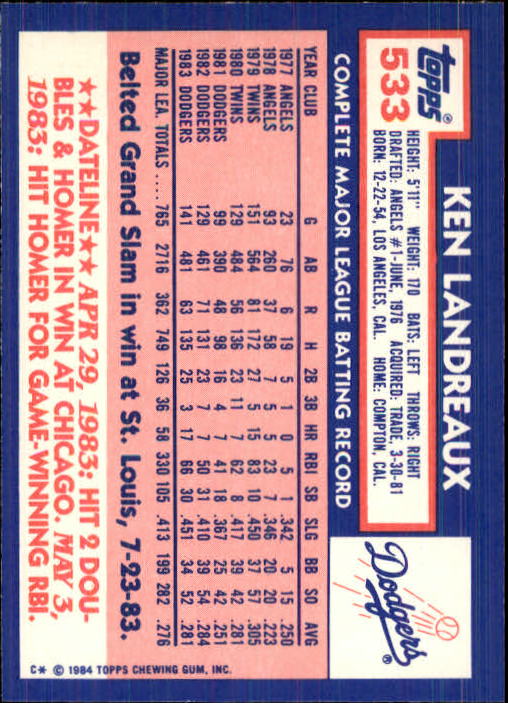 topps®
533
KEN LANDREAUX
HEIGHT: 5'11" WEIGHT: 170 BATS: LEFT THROWS: RIGHT
DRAFTED: ANGELS #1-JUNE, 1976 ACQUIRED: TRADE, 3-30-81
BORN: 12-22-54, LOS ANGELES, CAL. HOME: COMPTON, CAL.
Dodgers®
COMPLETE MAJOR LEAGUE BATTING RECORD
YEAR CLUB G AB R H 2B 3B HR RBI SB SLG BB SO AVG
1977 ANGELS 23 76 6 19 5 1 0 5 1 .342 5 15 .250
1978 ANGELS 93 260 37 58 7 5 5 23 7 .346 20 20 .223
1979 TWINS 151 564 81 172 27 5 15 83 10 .450 37 57 .305
1980 TWINS 129 484 56 136 23 11 7 62 8 .417 39 42 .281
1981 DODGERS 99 390 48 98 16 4 7 41 18 .367 25 42 .251
1982 DODGERS 129 461 71 131 23 7 7 50 31 .410 39 54 .284
1983 DODGERS 141 481 63 135 25 3 17 66 30 .451 34 52 .281
MAJOR LEA. TOTALS .... 765 2716 362 749 126 36 58 330 105 .413 199 282 .276
Belted Grand Slam in win at St. Louis, 7-23-83.
★★DATELINE★★ APR 29, 1983: HIT 2 DOU-
BLES & HOMER IN WIN AT CHICAGO. MAY 3,
1983: HIT HOMER FOR GAME-WINNING RBI.
C* © 1984 TOPPS CHEWING GUM, INC.